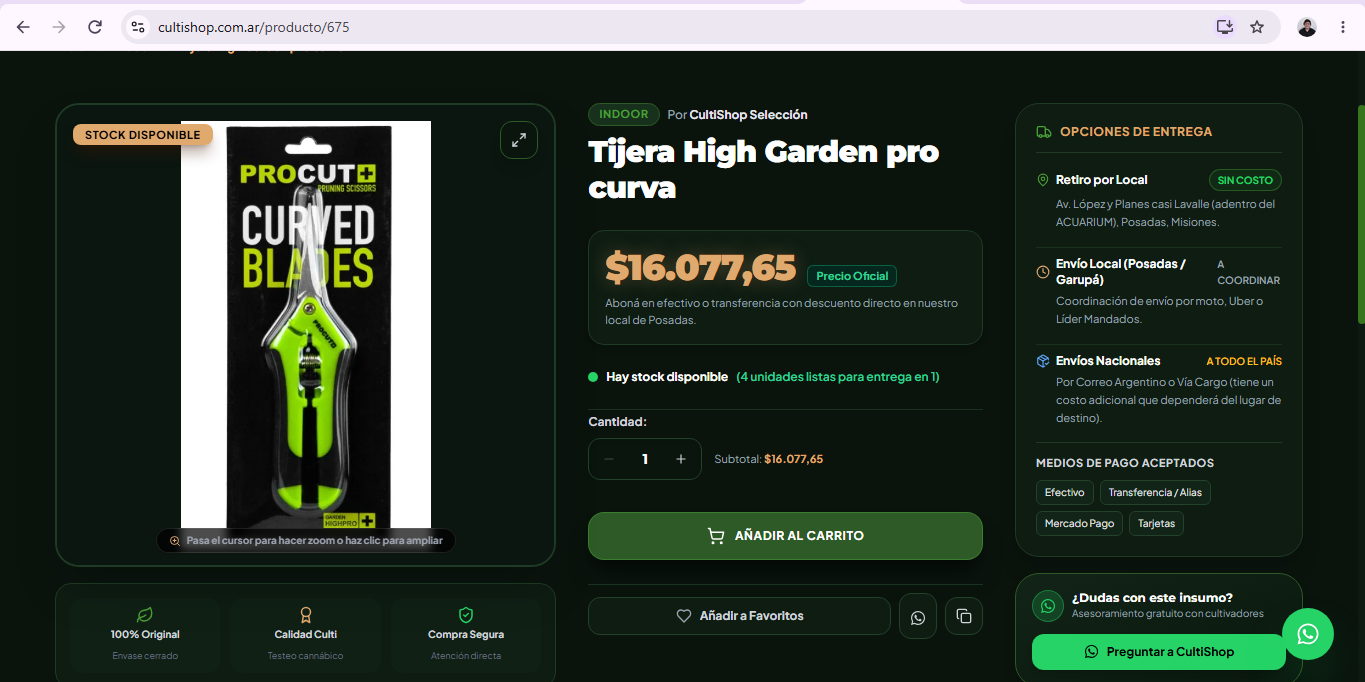 cultishop.com.ar/producto/675
STOCK DISPONIBLE
PROCUT+
PRUNING SCISSORS
CURVED
BLADES
PROCUT
GARDEN
HIGHPRO
Pasa el cursor para hacer zoom o haz clic para ampliar
100% Original
Envase cerrado
Calidad Culti
Testeo cannábico
Compra Segura
Atención directa
INDOOR
Por CultiShop Selección
Tijera High Garden pro
curva
$16.077,65
Precio Oficial
Aboná en efectivo o transferencia con descuento directo en nuestro
local de Posadas.
Hay stock disponible (4 unidades listas para entrega en 1)
Cantidad:
− 1 + Subtotal: $16.077,65
AÑADIR AL CARRITO
Añadir a Favoritos
OPCIONES DE ENTREGA
Retiro por Local SIN COSTO
Av. López y Planes casi Lavalle (adentro del
ACUARIUM), Posadas, Misiones.
Envío Local (Posadas /
Garupá)
A
COORDINAR
Coordinación de envío por moto, Uber o
Líder Mandados.
Envíos Nacionales A TODO EL PAÍS
Por Correo Argentino o Vía Cargo (tiene un
costo adicional que dependerá del lugar de
destino).
MEDIOS DE PAGO ACEPTADOS
Efectivo Transferencia / Alias
Mercado Pago Tarjetas
¿Dudas con este insumo?
Asesoramiento gratuito con cultivadores
Preguntar a CultiShop